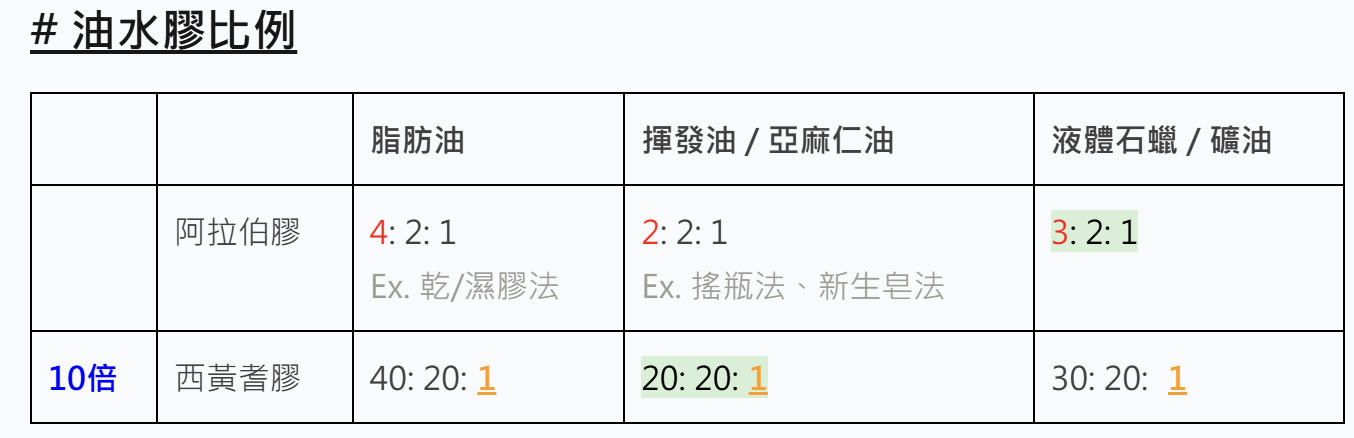 # 油水膠比例
脂肪油 揮發油 / 亞麻仁油 液體石蠟 / 礦油
阿拉伯膠 4: 2: 1 2: 2: 1 3: 2: 1
Ex. 乾/濕膠法 Ex. 搖瓶法、新生皂法
10倍 西黃耆膠 40: 20: 1 20: 20: 1 30: 20: 1